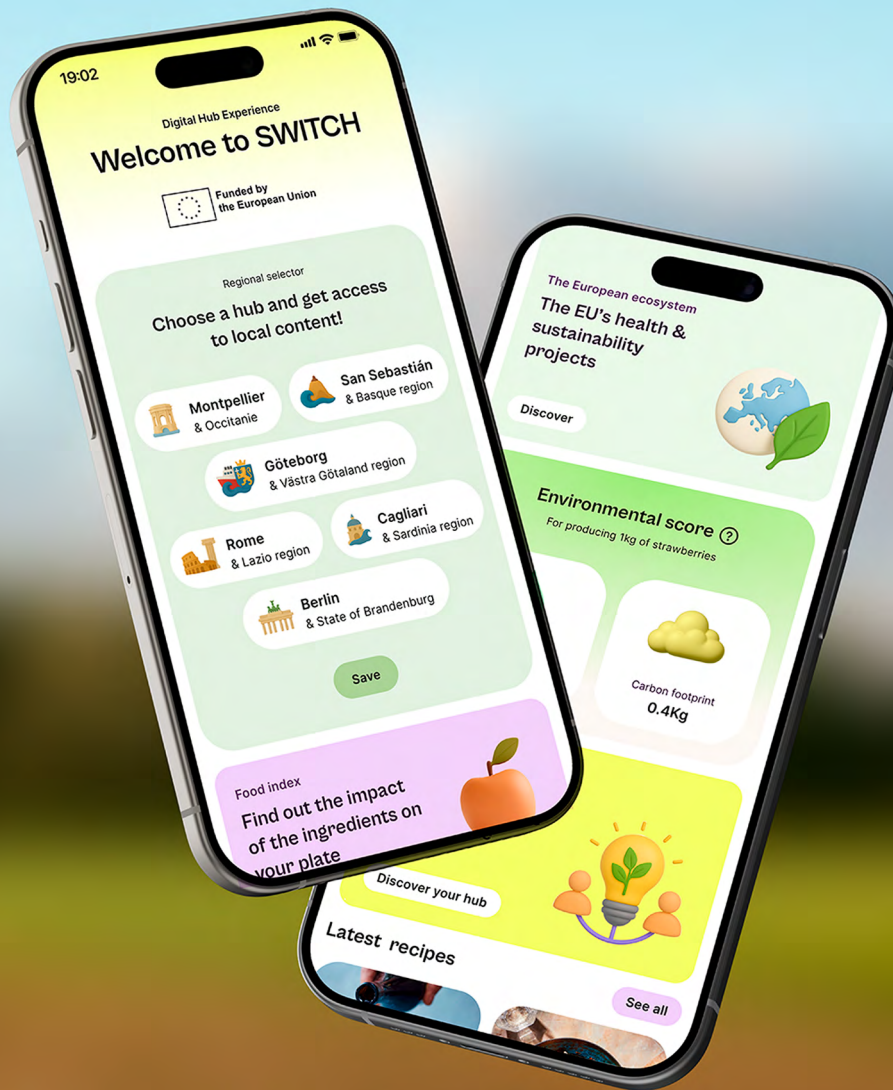 19:02
Digital Hub Experience
Welcome to SWITCH
Funded by
the European Union
Regional selector
Choose a hub and get access
to local content!
Montpellier
& Occitanie
San Sebastián
& Basque region
Göteborg
& Västra Götaland region
Rome
& Lazio region
Cagliari
& Sardinia region
Berlin
& State of Brandenburg
Save
Food index
Find out the impact
of the ingredients on
your plate
The European ecosystem
The EU's health &
sustainability
projects
Discover
Environmental score ?
For producing 1kg of strawberries
Carbon footprint
0.4Kg
Discover your hub
Latest recipes
See all